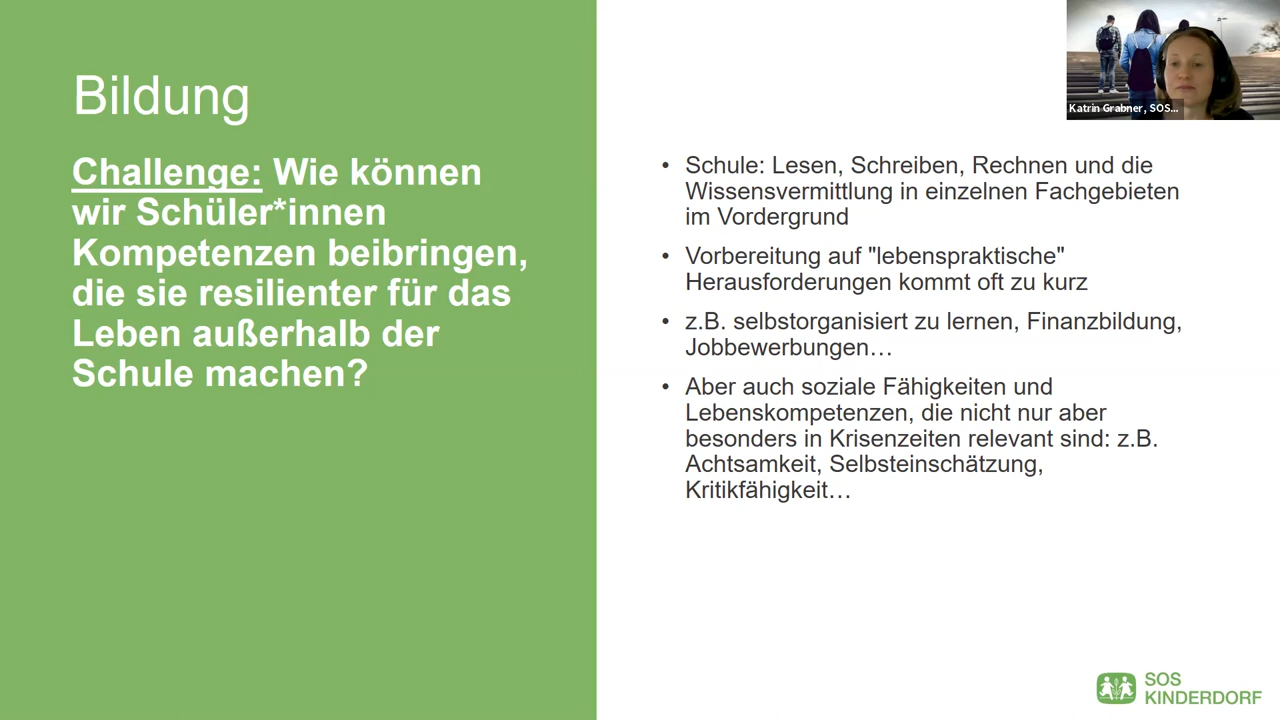 Bildung
Challenge: Wie können
wir Schüler*innen
Kompetenzen beibringen,
die sie resilienter für das
Leben außerhalb der
Schule machen?
Katrin Grabner, SOS...
• Schule: Lesen, Schreiben, Rechnen und die
Wissensvermittlung in einzelnen Fachgebieten
im Vordergrund
• Vorbereitung auf "lebenspraktische"
Herausforderungen kommt oft zu kurz
• z.B. selbstorganisiert zu lernen, Finanzbildung,
Jobbewerbungen…
• Aber auch soziale Fähigkeiten und
Lebenskompetenzen, die nicht nur aber
besonders in Krisenzeiten relevant sind: z.B.
Achtsamkeit, Selbsteinschätzung,
Kritikfähigkeit…
SOS
KINDERDORF